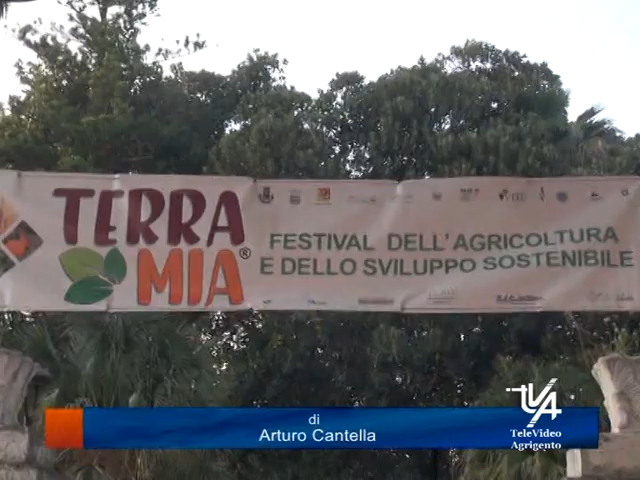 TERRA
MIA®
FESTIVAL DELL'AGRICOLTURA
E DELLO SVILUPPO SOSTENIBILE
di
Arturo Cantella
TVA
TeleVideo
Agrigento